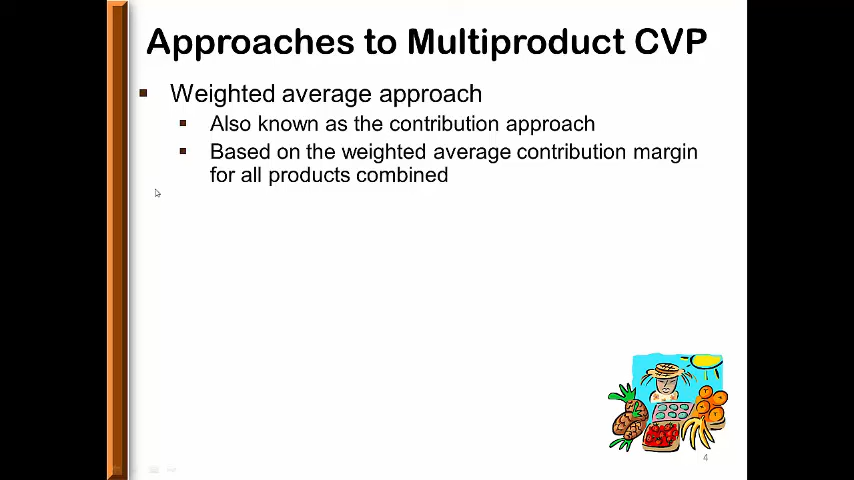 Approaches to Multiproduct CVP
Weighted average approach
Also known as the contribution approach
Based on the weighted average contribution margin
for all products combined
4